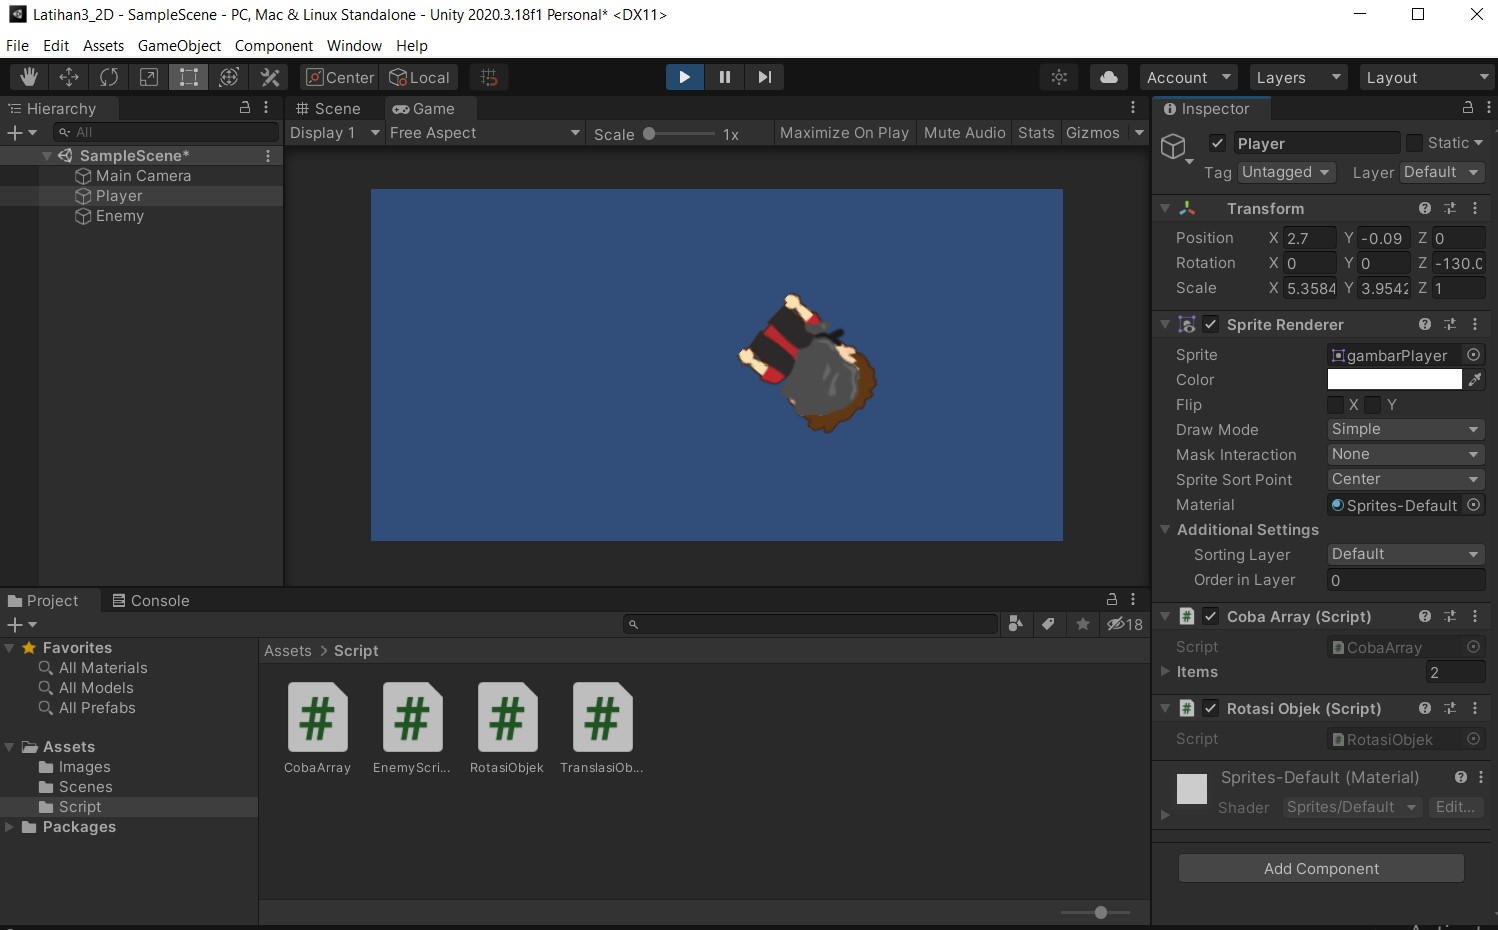 Latihan3_2D - SampleScene - PC, Mac & Linux Standalone - Unity 2020.3.18f1 Personal* <DX11>
File Edit Assets GameObject Component Window Help
Center Local Account Layers Layout
Hierarchy
All
SampleScene*
Main Camera
Player
Enemy
Scene Game
Display 1 Free Aspect Scale 1x Maximize On Play Mute Audio Stats Gizmos
Inspector
Player Static
Tag Untagged Layer Default
Transform
Position X 2.7 Y -0.09 Z 0
Rotation X 0 Y 0 Z -130.0
Scale X 5.3584 Y 3.9542 Z 1
Sprite Renderer
Sprite gambarPlayer
Color
Flip X Y
Draw Mode Simple
Mask Interaction None
Sprite Sort Point Center
Material Sprites-Default
Additional Settings
Sorting Layer Default
Order in Layer 0
# Coba Array (Script)
Script # CobaArray
Items 2
# Rotasi Objek (Script)
Script # RotasiObjek
Sprites-Default (Material)
Shader Sprites/Default Edit...
Add Component
Project Console
18
Favorites
All Materials
All Models
All Prefabs
Assets
Images
Scenes
Script
Packages
Assets > Script
# # # #
CobaArray EnemyScri... RotasiObjek TranslasiOb...